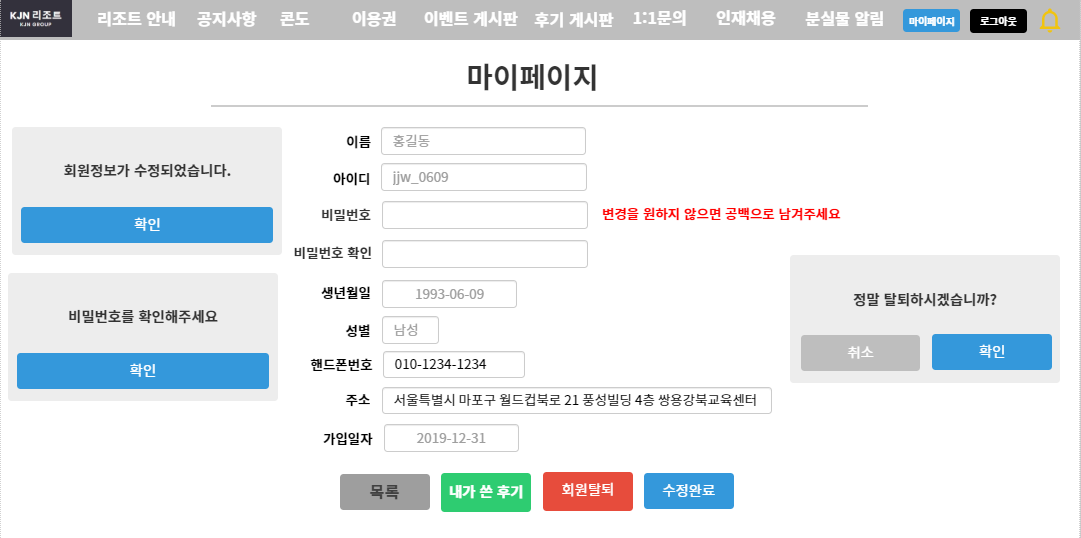 KJN 리조트
KJN GROUP
리조트 안내
공지사항
콘도
이용권
이벤트 게시판
후기 게시판
1:1문의
인재채용
분실물 알림
마이페이지
로그아웃
마이페이지
회원정보가 수정되었습니다.
확인
비밀번호를 확인해주세요
확인
이름 홍길동
아이디 jjw_0609
비밀번호 변경을 원하지 않으면 공백으로 남겨주세요
비밀번호 확인
생년월일 1993-06-09
성별 남성
핸드폰번호 010-1234-1234
주소 서울특별시 마포구 월드컵북로 21 풍성빌딩 4층 쌍용강북교육센터
가입일자 2019-12-31
정말 탈퇴하시겠습니까?
취소 확인
목록 내가 쓴 후기 회원탈퇴 수정완료